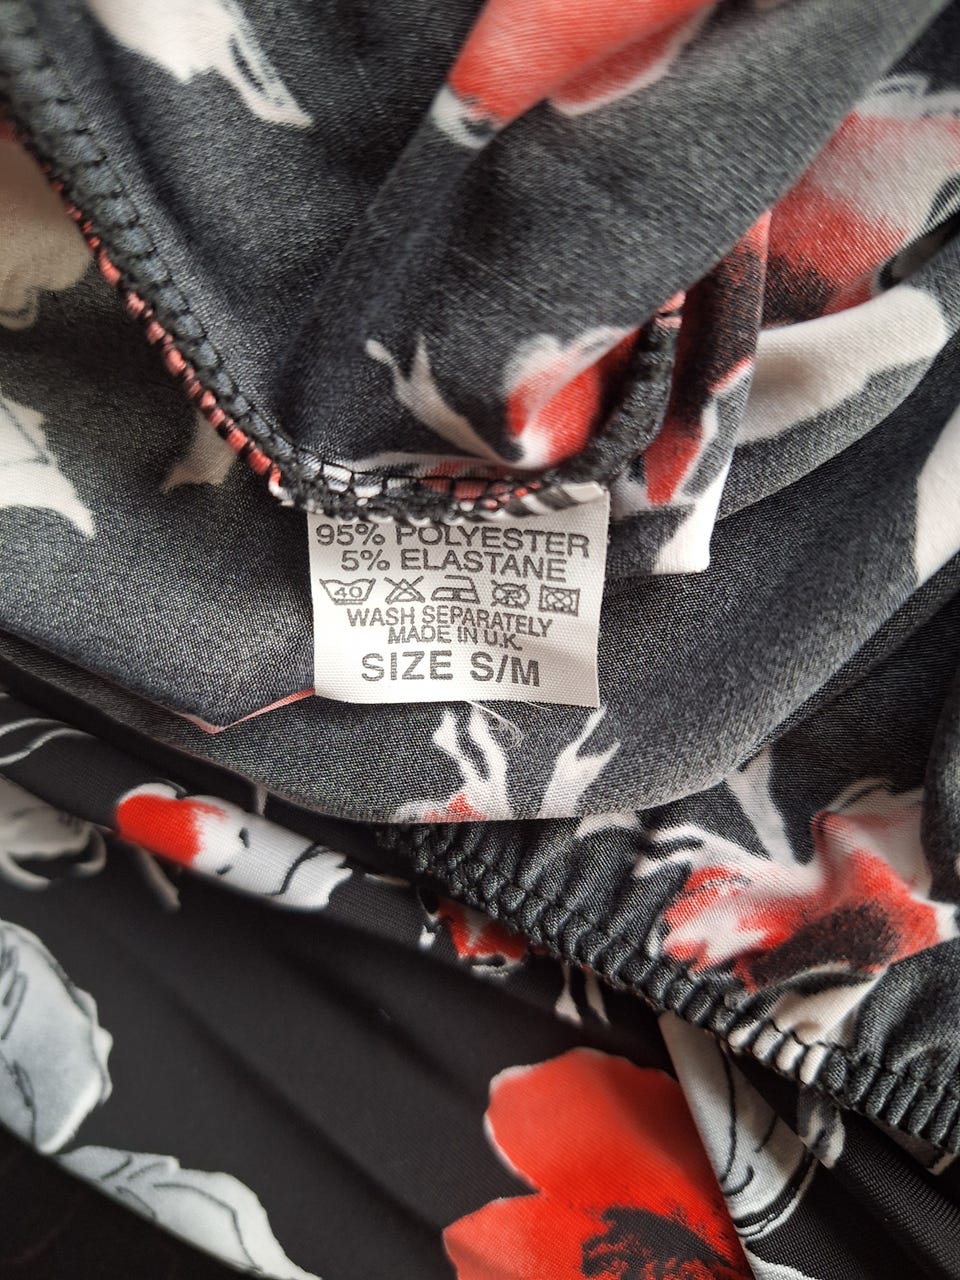 95% POLYESTER
5% ELASTANE
40
WASH SEPARATELY
MADE IN U.K
SIZE S/M